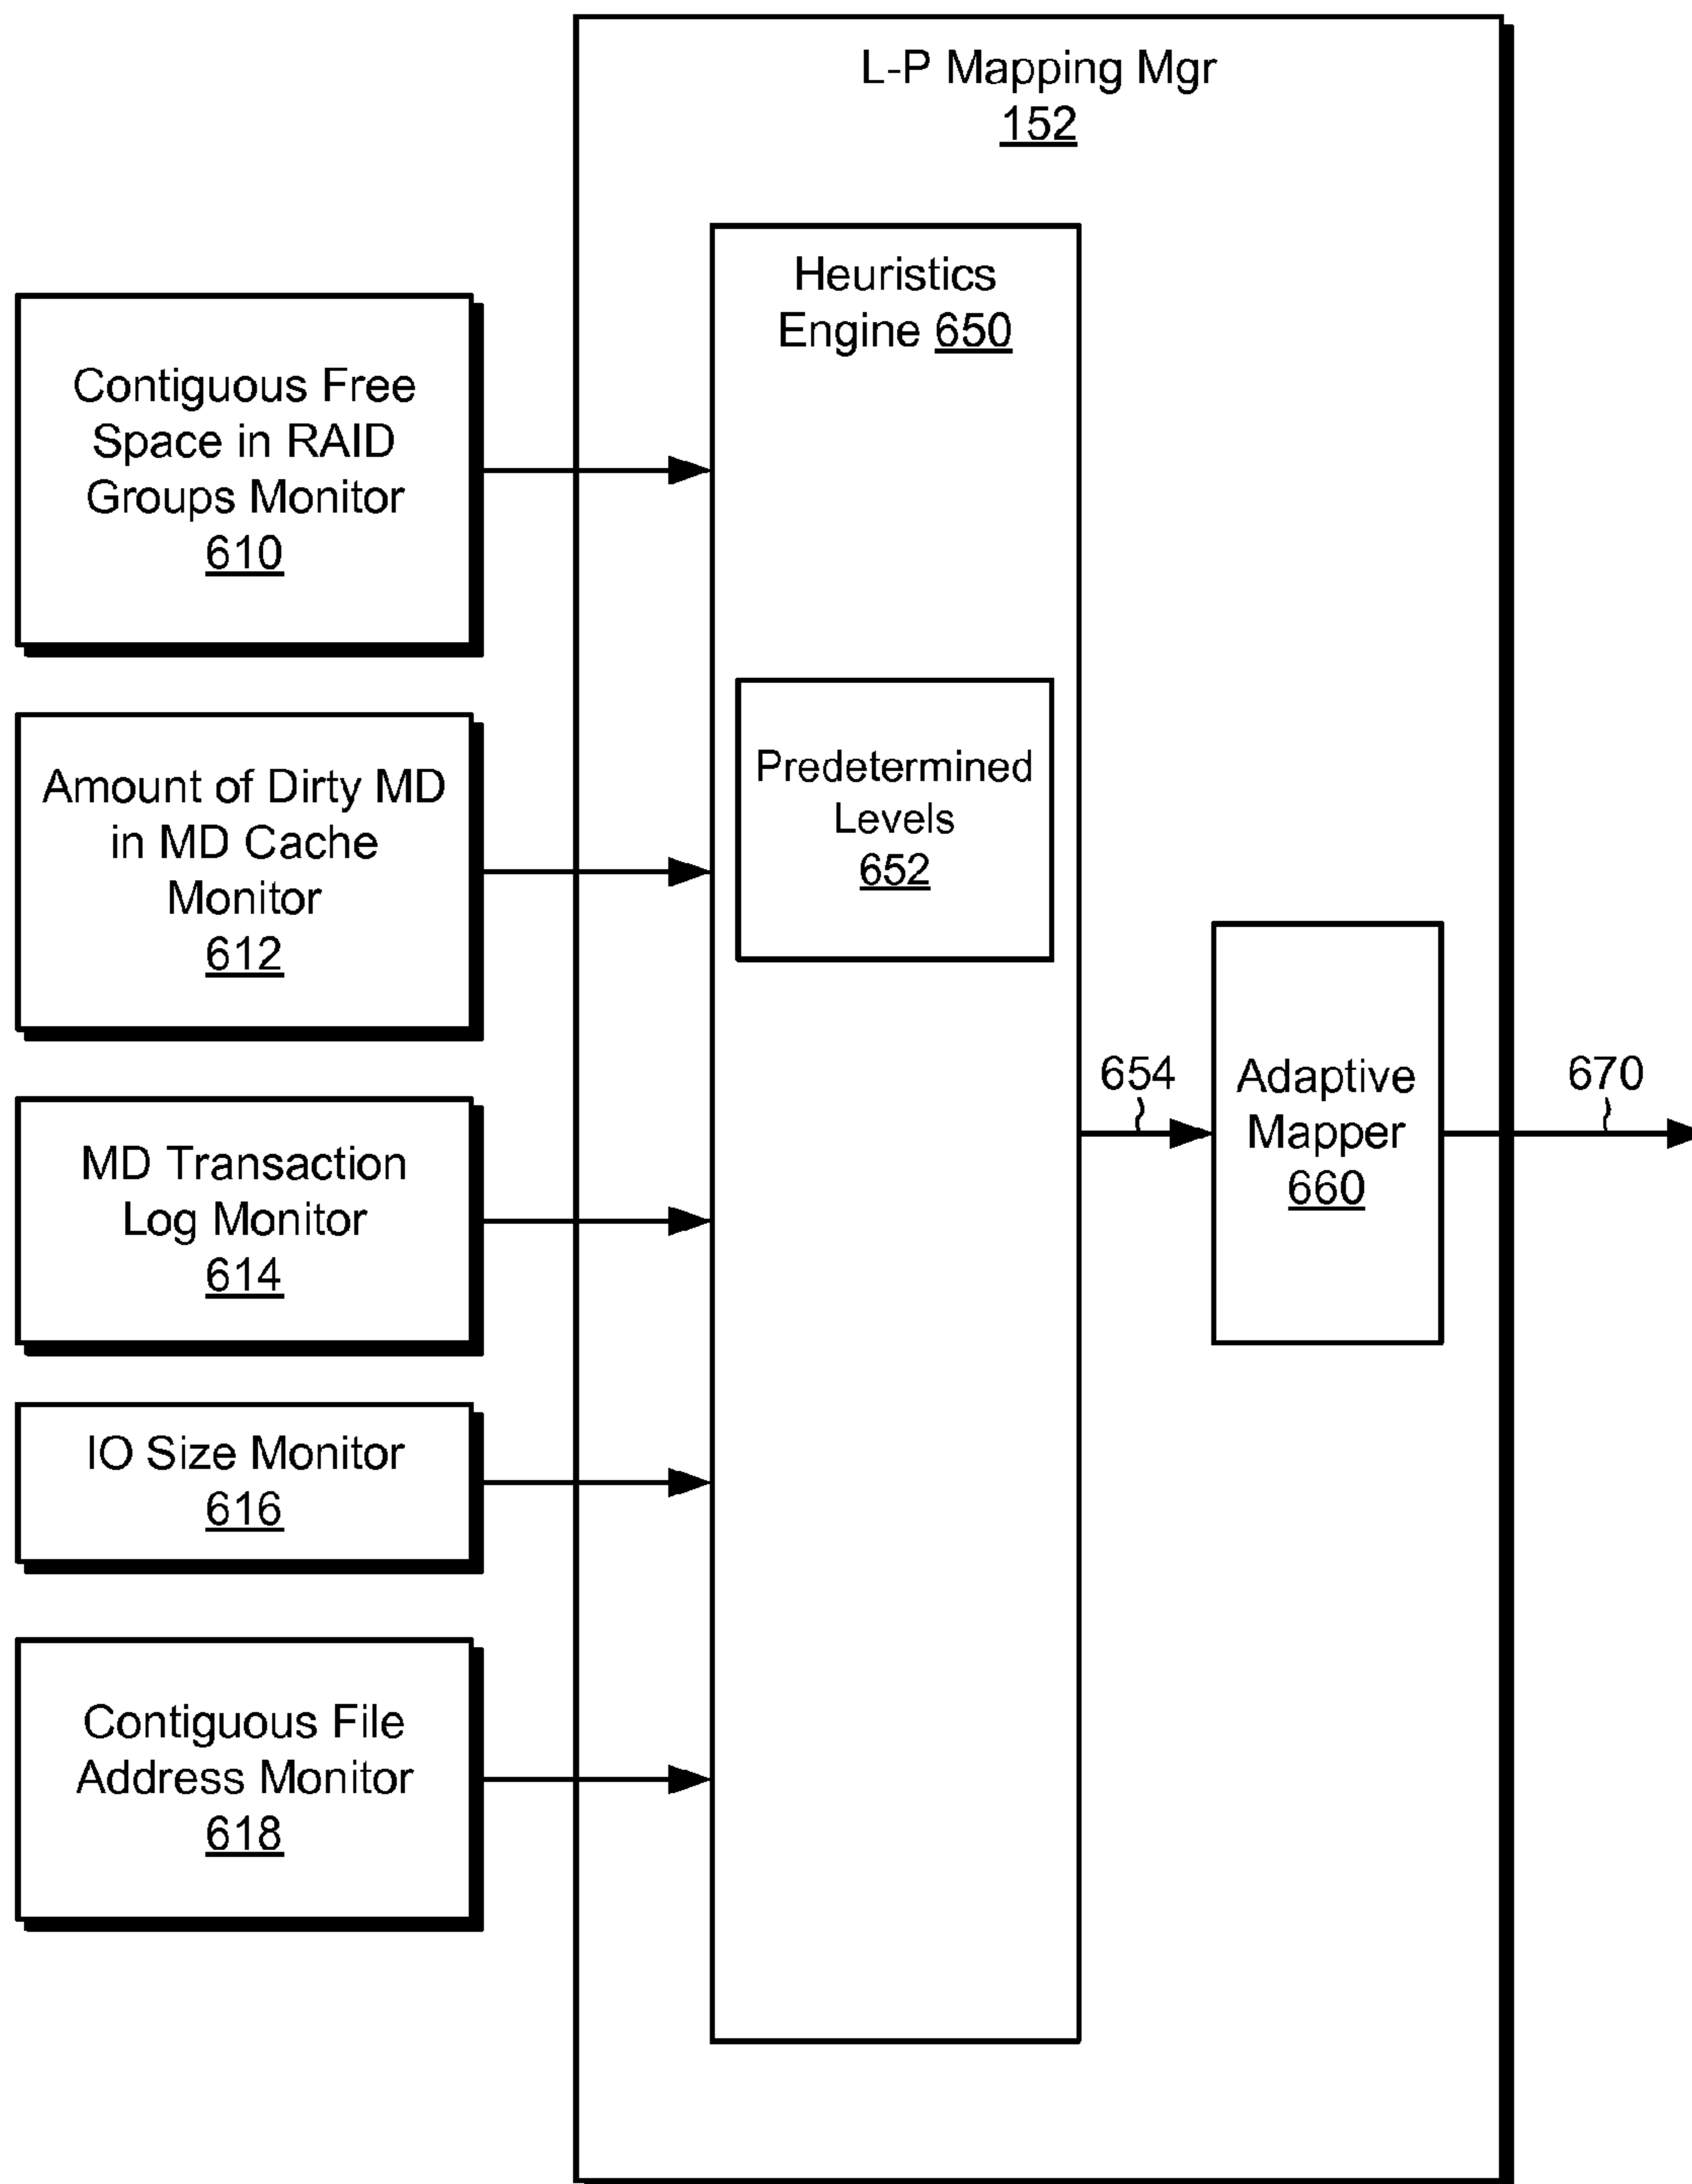 L-P Mapping Mgr
152
Heuristics
Engine 650
Contiguous Free
Space in RAID
Groups Monitor
610
Predetermined
Levels
652
Amount of Dirty MD
in MD Cache
Monitor
612
654
Adaptive
Mapper
660
670
MD Transaction
Log Monitor
614
IO Size Monitor
616
Contiguous File
Address Monitor
618